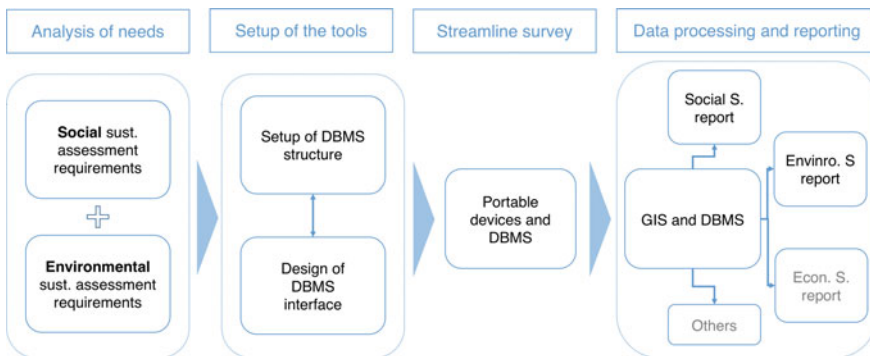 Analysis of needs
Setup of the tools
Streamline survey
Data processing and reporting
Social sust.
assessment
requirements
Environmental
sust. assessment
requirements
Setup of DBMS
structure
Design of
DBMS
interface
Portable
devices and
DBMS
Social S.
report
GIS and DBMS
Envinro. S
report
Econ. S.
report
Others